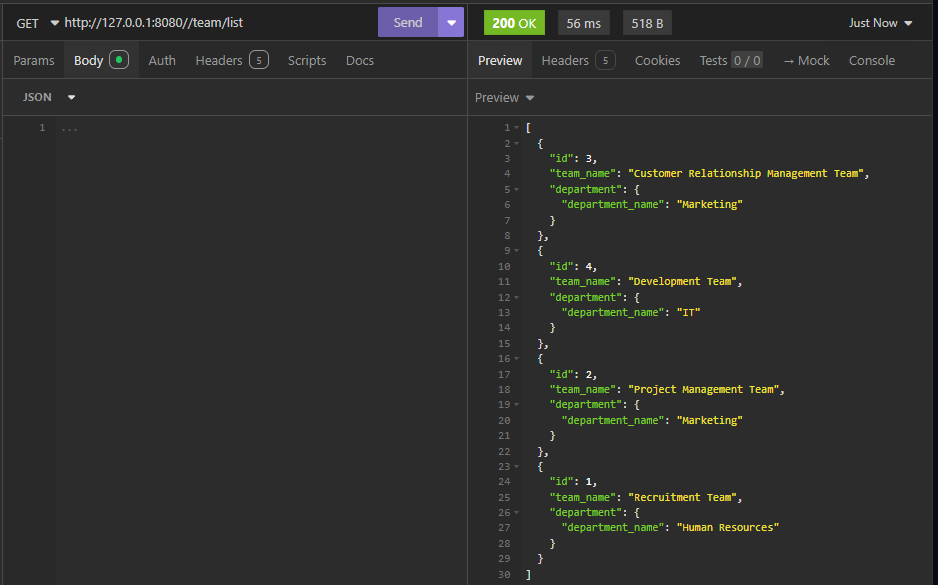 GET http://127.0.0.1:8080//team/list Send 200 OK 56 ms 518 B Just Now
Params Body Auth Headers 5 Scripts Docs Preview Headers 5 Cookies Tests 0 / 0 → Mock Console
JSON Preview
1 ...
1 [
2 {
3 "id": 3,
4 "team_name": "Customer Relationship Management Team",
5 "department": {
6 "department_name": "Marketing"
7 }
8 },
9 {
10 "id": 4,
11 "team_name": "Development Team",
12 "department": {
13 "department_name": "IT"
14 }
15 },
16 {
17 "id": 2,
18 "team_name": "Project Management Team",
19 "department": {
20 "department_name": "Marketing"
21 }
22 },
23 {
24 "id": 1,
25 "team_name": "Recruitment Team",
26 "department": {
27 "department_name": "Human Resources"
28 }
29 }
30 ]